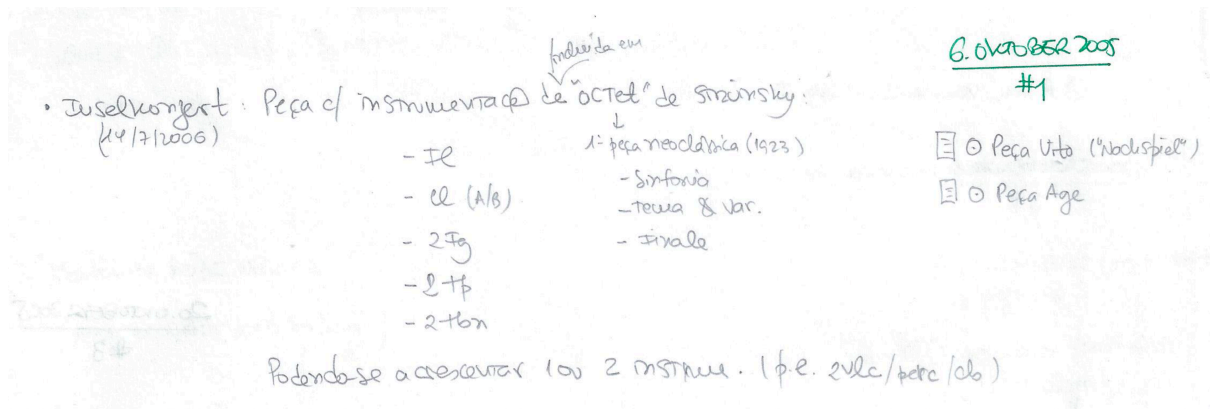 6. OKTOBER 2005
#1
fundida em
• Inselkonzert: Peça c/ instrumentação de "OCTET" de Stravinsky:
(14/7/2006)
1ª peça neoclássica (1923)
- Sinfonia
- Tema & Var.
- Finale
- Fl
- Cl (A/B)
- 2 Fg
- 2 tp
- 2 tbn
Podendo-se acrescentar 1 ou 2 instrum. (p.e. 2vlc/perc/cb)
⊙ Peça Vito ("Nachspiel")
⊙ Peça Age